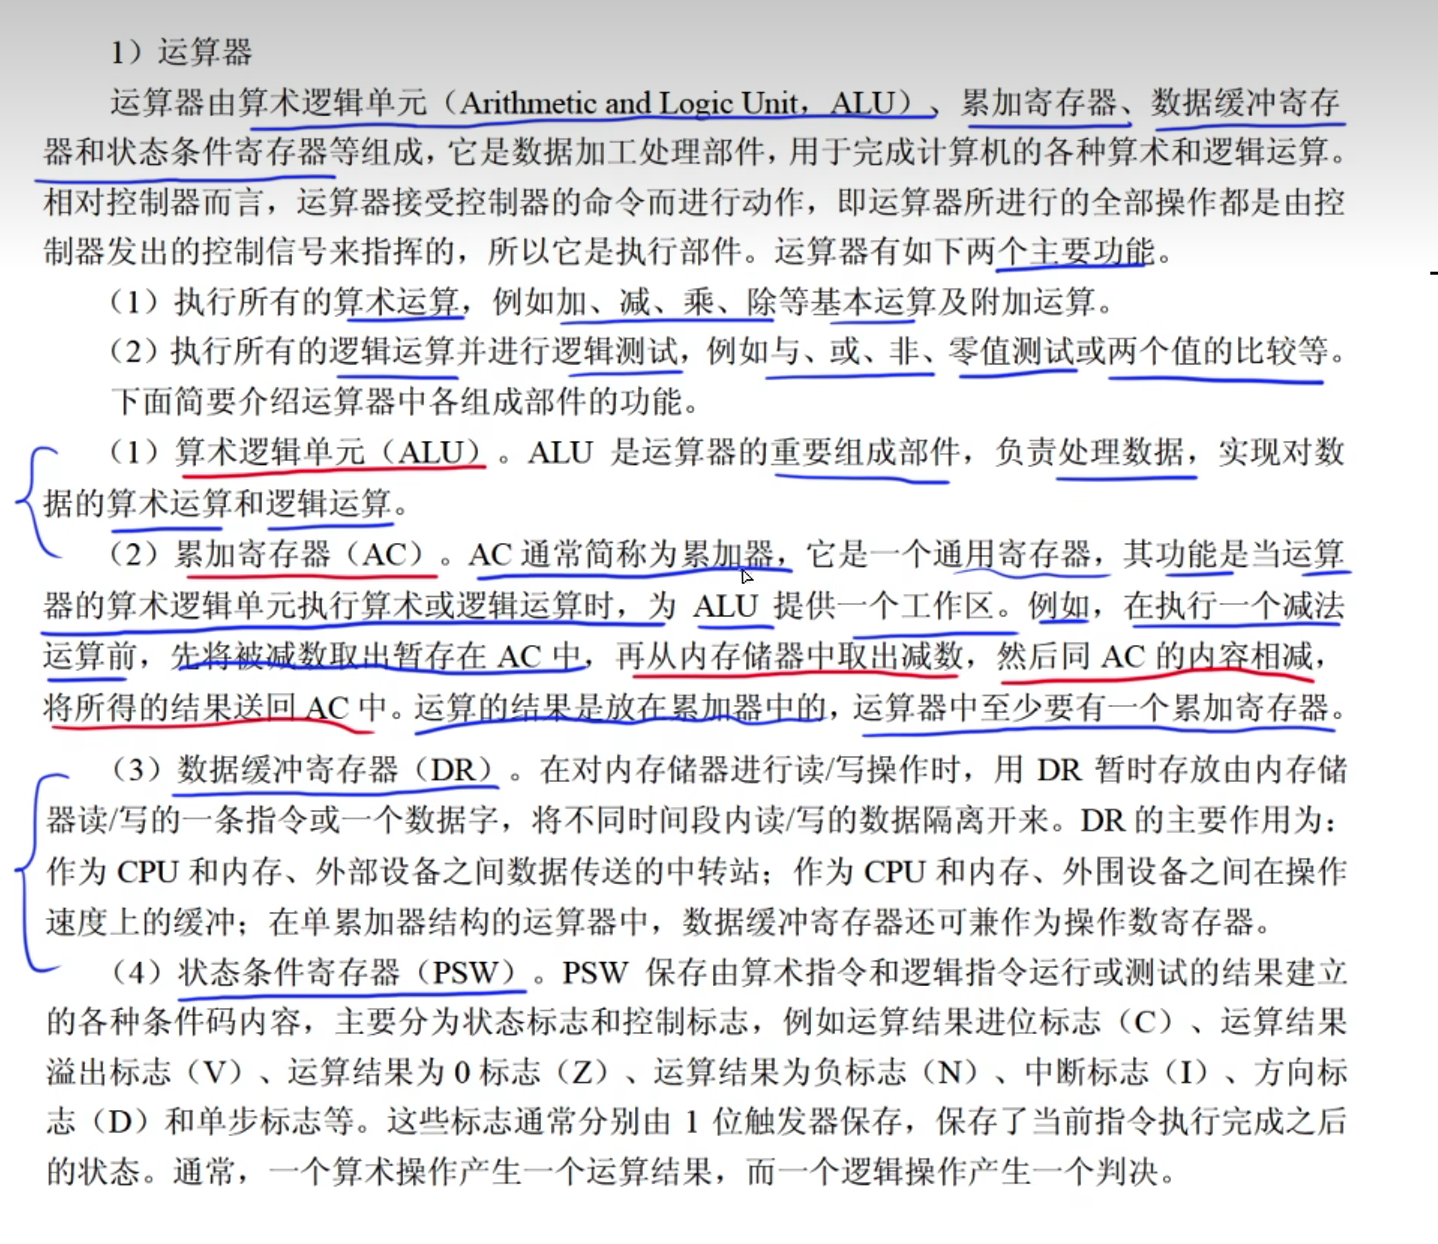 1）运算器
运算器由算术逻辑单元（Arithmetic and Logic Unit，ALU）、累加寄存器、数据缓冲寄存
器和状态条件寄存器等组成，它是数据加工处理部件，用于完成计算机的各种算术和逻辑运算。
相对控制器而言，运算器接受控制器的命令而进行动作，即运算器所进行的全部操作都是由控
制器发出的控制信号来指挥的，所以它是执行部件。运算器有如下两个主要功能。
（1）执行所有的算术运算，例如加、减、乘、除等基本运算及附加运算。
（2）执行所有的逻辑运算并进行逻辑测试，例如与、或、非、零值测试或两个值的比较等。
下面简要介绍运算器中各组成部件的功能。
（1）算术逻辑单元（ALU）。ALU 是运算器的重要组成部件，负责处理数据，实现对数
据的算术运算和逻辑运算。
（2）累加寄存器（AC）。AC 通常简称为累加器，它是一个通用寄存器，其功能是当运算
器的算术逻辑单元执行算术或逻辑运算时，为 ALU 提供一个工作区。例如，在执行一个减法
运算前，先将被减数取出暂存在 AC 中，再从内存储器中取出减数，然后同 AC 的内容相减，
将所得的结果送回 AC 中。运算的结果是放在累加器中的，运算器中至少要有一个累加寄存器。
（3）数据缓冲寄存器（DR）。在对内存储器进行读/写操作时，用 DR 暂时存放由内存储
器读/写的一条指令或一个数据字，将不同时间段内读/写的数据隔离开来。DR 的主要作用为：
作为 CPU 和内存、外部设备之间数据传送的中转站；作为 CPU 和内存、外围设备之间在操作
速度上的缓冲；在单累加器结构的运算器中，数据缓冲寄存器还可兼作为操作数寄存器。
（4）状态条件寄存器（PSW）。PSW 保存由算术指令和逻辑指令运行或测试的结果建立
的各种条件码内容，主要分为状态标志和控制标志，例如运算结果进位标志（C）、运算结果
溢出标志（V）、运算结果为 0 标志（Z）、运算结果为负标志（N）、中断标志（I）、方向标
志（D）和单步标志等。这些标志通常分别由 1 位触发器保存，保存了当前指令执行完成之后
的状态。通常，一个算术操作产生一个运算结果，而一个逻辑操作产生一个判决。